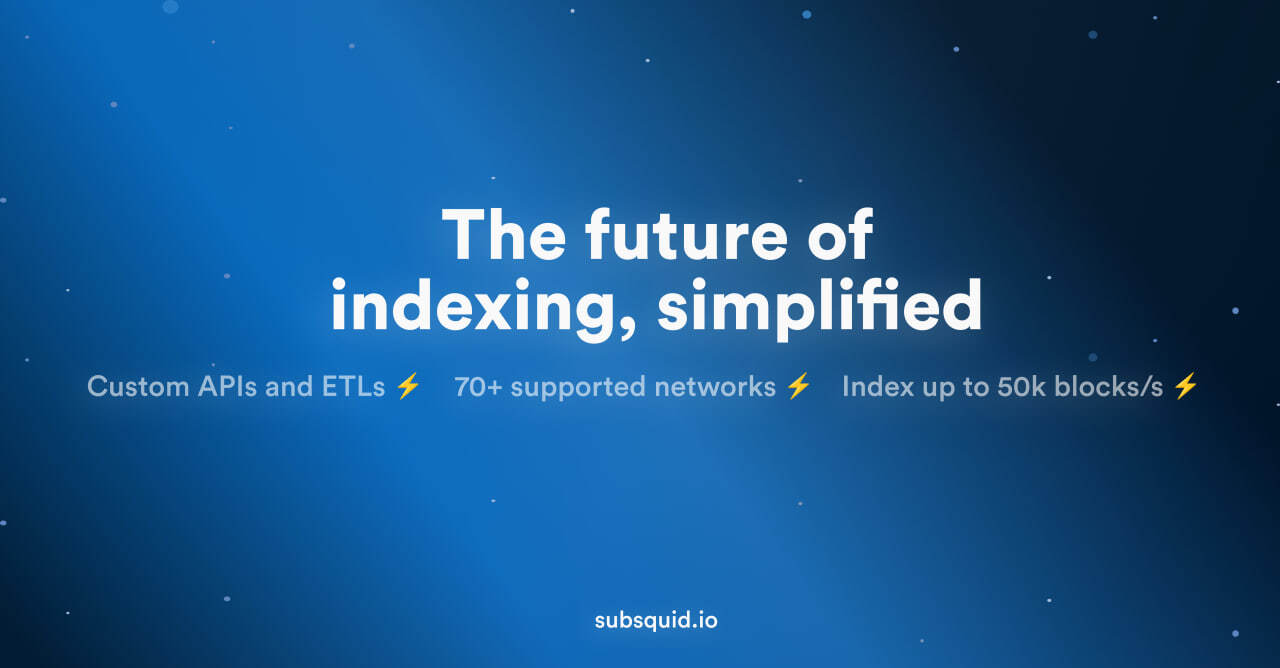 The future of
indexing, simplified
Custom APIs and ETLs ⚡ 70+ supported networks ⚡ Index up to 50k blocks/s ⚡
subsquid.io